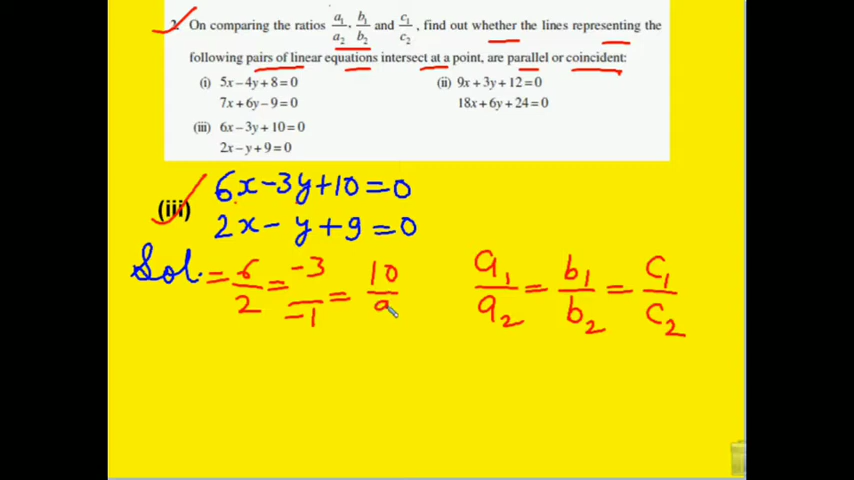 2. On comparing the ratios a₁/a₂, b₁/b₂ and c₁/c₂, find out whether the lines representing the
following pairs of linear equations intersect at a point, are parallel or coincident:
(i) 5x – 4y + 8 = 0
7x + 6y – 9 = 0
(ii) 9x + 3y + 12 = 0
18x + 6y + 24 = 0
(iii) 6x – 3y + 10 = 0
2x – y + 9 = 0
(iii) 6x-3y+10=0
2x- y+9=0
Sol. = 6/2 = -3/-1 = 10/9
a₁/a₂ = b₁/b₂ = c₁/c₂